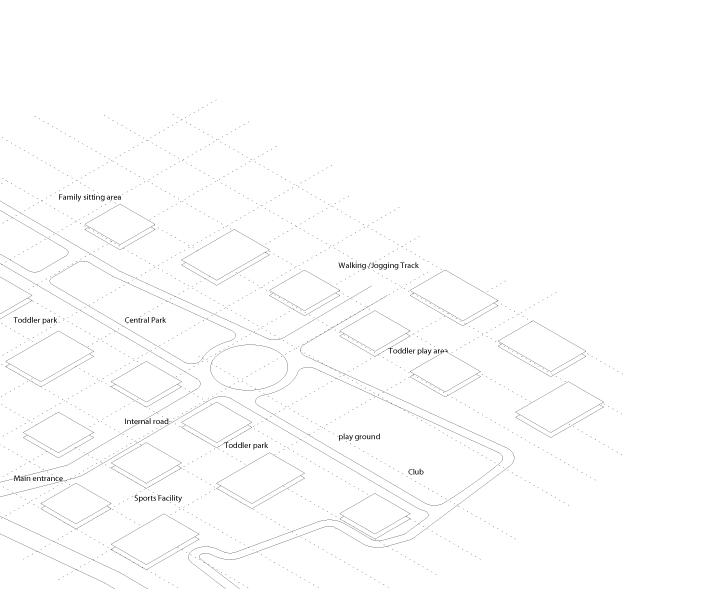 Family sitting area
Walking /Jogging Track
Toddler park
Central Park
Toddler play area
Internal road
play ground
Toddler park
Club
Main entrance
Sports Facility